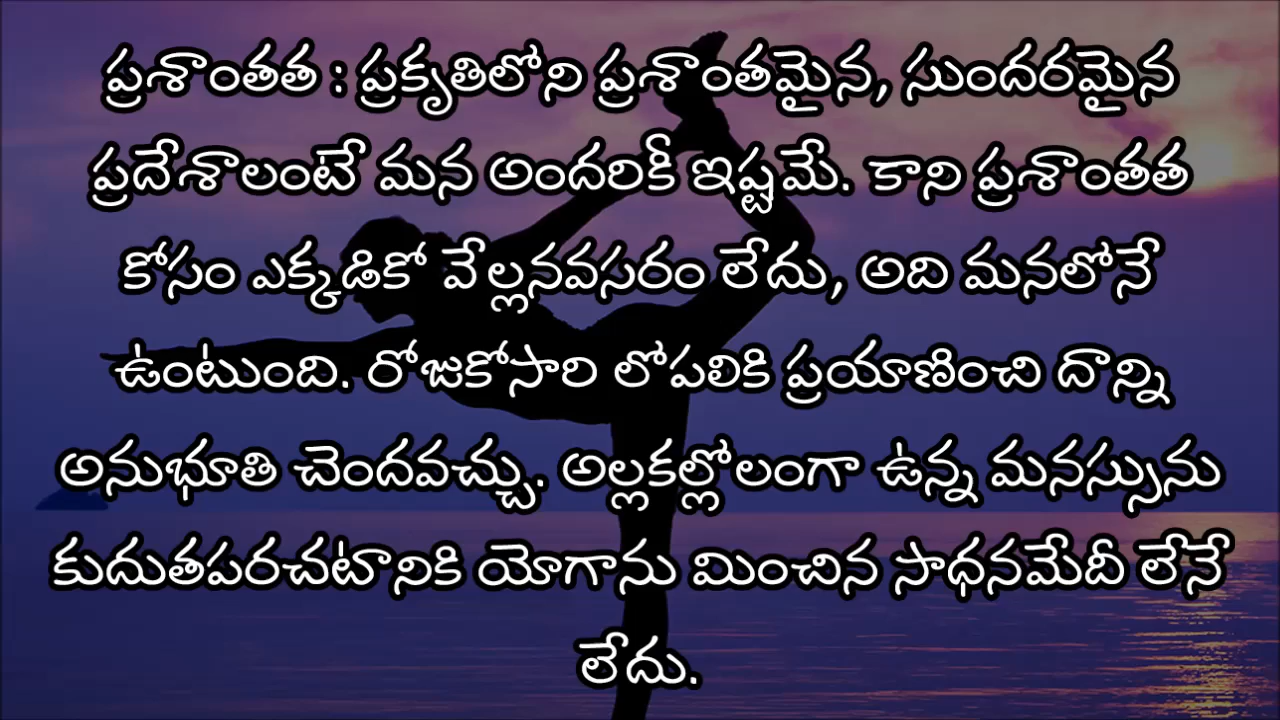 ప్రశాంతత : ప్రకృతిలోని ప్రశాంతమైన, సుందరమైన
ప్రదేశాలంటే మన అందరికీ ఇష్టమే. కాని ప్రశాంతత
కోసం ఎక్కడికో వేల్లనవసరం లేదు, అది మనలోనే
ఉంటుంది. రోజుకోసారి లోపలికి ప్రయాణించి దాన్ని
అనుభూతి చెందవచ్చు. అల్లకల్లోలంగా ఉన్న మనస్సును
కుదుతపరచటానికి యోగాను మించిన సాధనమేదీ లేనే
లేదు.